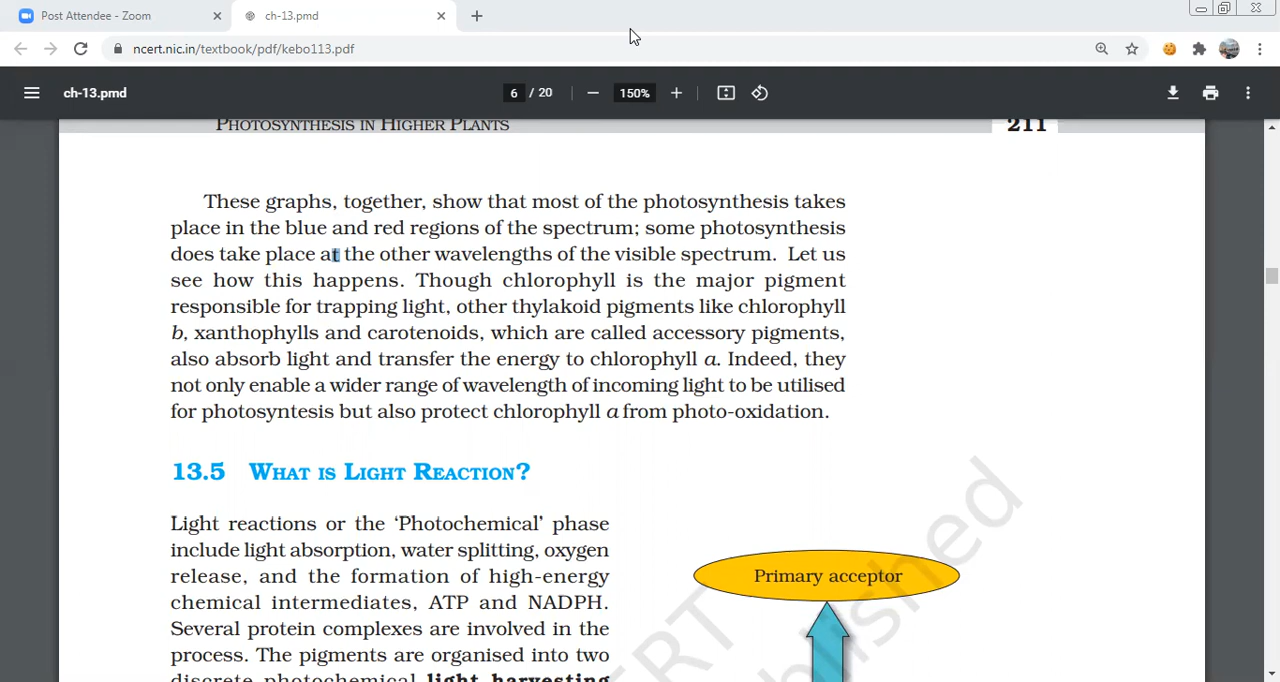 Post Attendee - Zoom
ch-13.pmd
ncert.nic.in/textbook/pdf/kebo113.pdf
ch-13.pmd
6 / 20
150%
PHOTOSYNTHESIS IN HIGHER PLANTS
211
These graphs, together, show that most of the photosynthesis takes
place in the blue and red regions of the spectrum; some photosynthesis
does take place at the other wavelengths of the visible spectrum. Let us
see how this happens. Though chlorophyll is the major pigment
responsible for trapping light, other thylakoid pigments like chlorophyll
b, xanthophylls and carotenoids, which are called accessory pigments,
also absorb light and transfer the energy to chlorophyll a. Indeed, they
not only enable a wider range of wavelength of incoming light to be utilised
for photosyntesis but also protect chlorophyll a from photo-oxidation.
13.5 WHAT IS LIGHT REACTION?
Light reactions or the ‘Photochemical’ phase
include light absorption, water splitting, oxygen
release, and the formation of high-energy
chemical intermediates, ATP and NADPH.
Several protein complexes are involved in the
process. The pigments are organised into two
discrete photochemical light harvesting
Primary acceptor